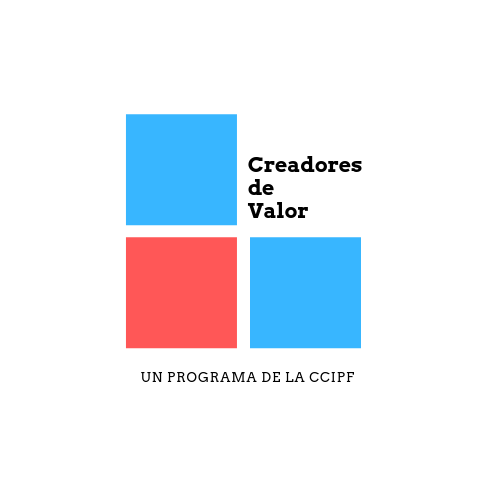 Creadores
de
Valor
UN PROGRAMA DE LA CCIPF